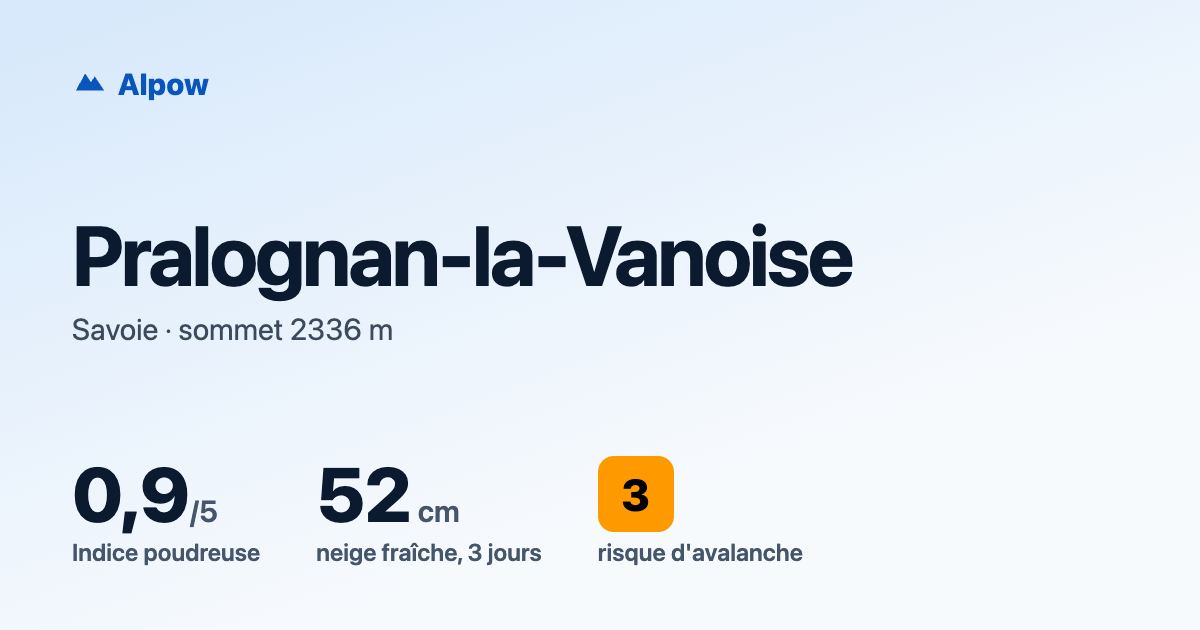 Alpow
Pralognan-la-Vanoise
Savoie · sommet 2336 m
0,9/5
Indice poudreuse
52 cm
neige fraîche, 3 jours
3
risque d'avalanche